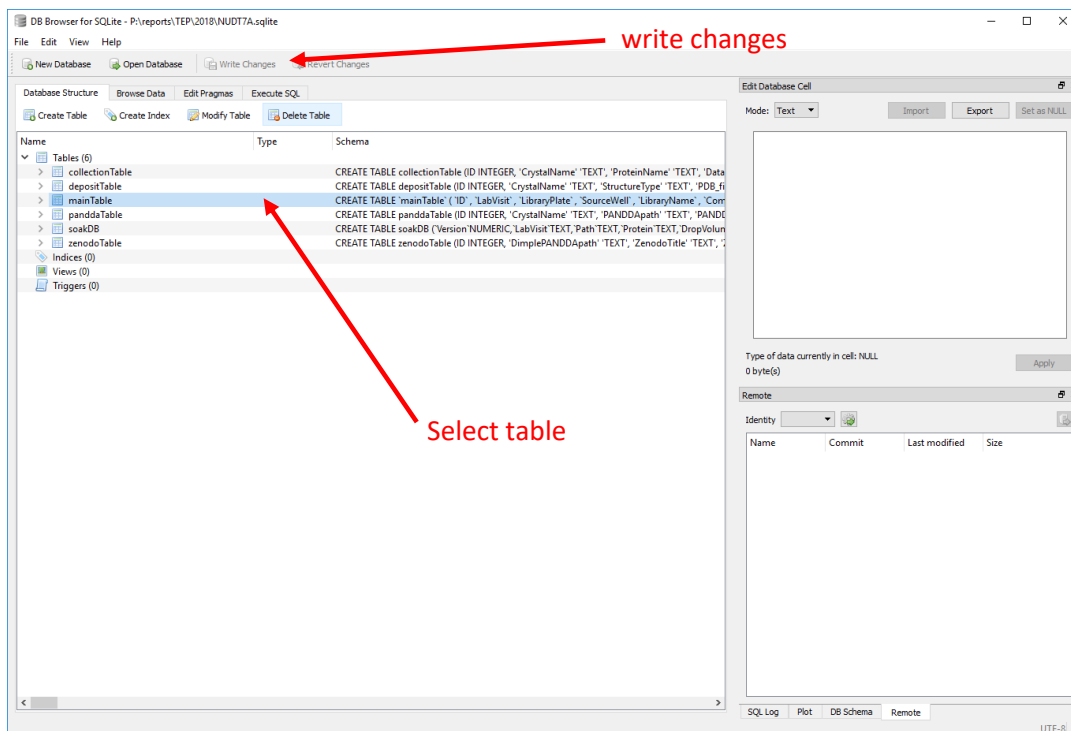 DB Browser for SQLite - P:\reports\TEP\2018\NUDT7A.sqlite
File Edit View Help
write changes
New Database Open Database Write Changes Revert Changes
Database Structure Browse Data Edit Pragmas Execute SQL
Create Table Create Index Modify Table Delete Table
Name Type Schema
Tables (6)
collectionTable CREATE TABLE collectionTable (ID INTEGER, 'CrystalName' 'TEXT', 'ProteinName' 'TEXT', 'Data
depositTable CREATE TABLE depositTable (ID INTEGER, 'CrystalName' 'TEXT', 'StructureType' 'TEXT', 'PDB_fi
mainTable CREATE TABLE `mainTable` ( `ID` , `LabVisit` , `LibraryPlate` , `SourceWell` , `LibraryName` , `Com
panddaTable CREATE TABLE panddaTable (ID INTEGER, 'CrystalName' 'TEXT', 'PANDDApath' 'TEXT', 'PANDD
soakDB CREATE TABLE soakDB (`Version`NUMERIC,`LabVisit`TEXT,`Path`TEXT,`Protein`TEXT,`DropVolun
zenodoTable CREATE TABLE zenodoTable (ID INTEGER, 'DimplePANDDApath' 'TEXT', 'ZenodoTitle' 'TEXT',
Indices (0)
Views (0)
Triggers (0)
Select table
Edit Database Cell
Mode: Text Import Export Set as NULL
Type of data currently in cell: NULL
0 byte(s)
Apply
Remote
Identity
Name Commit Last modified Size
SQL Log Plot DB Schema Remote
UTF-8